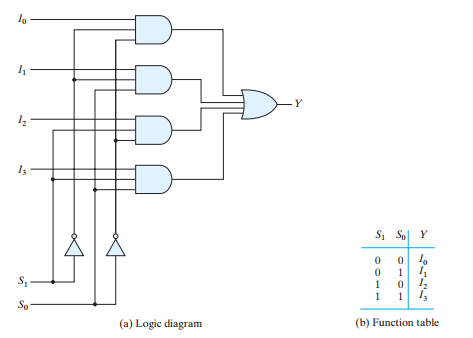 I₀
I₁
I₂
I₃
Y
S₁
S₀
(a) Logic diagram
S₁ S₀ Y
0 0 I₀
0 1 I₁
1 0 I₂
1 1 I₃
(b) Function table